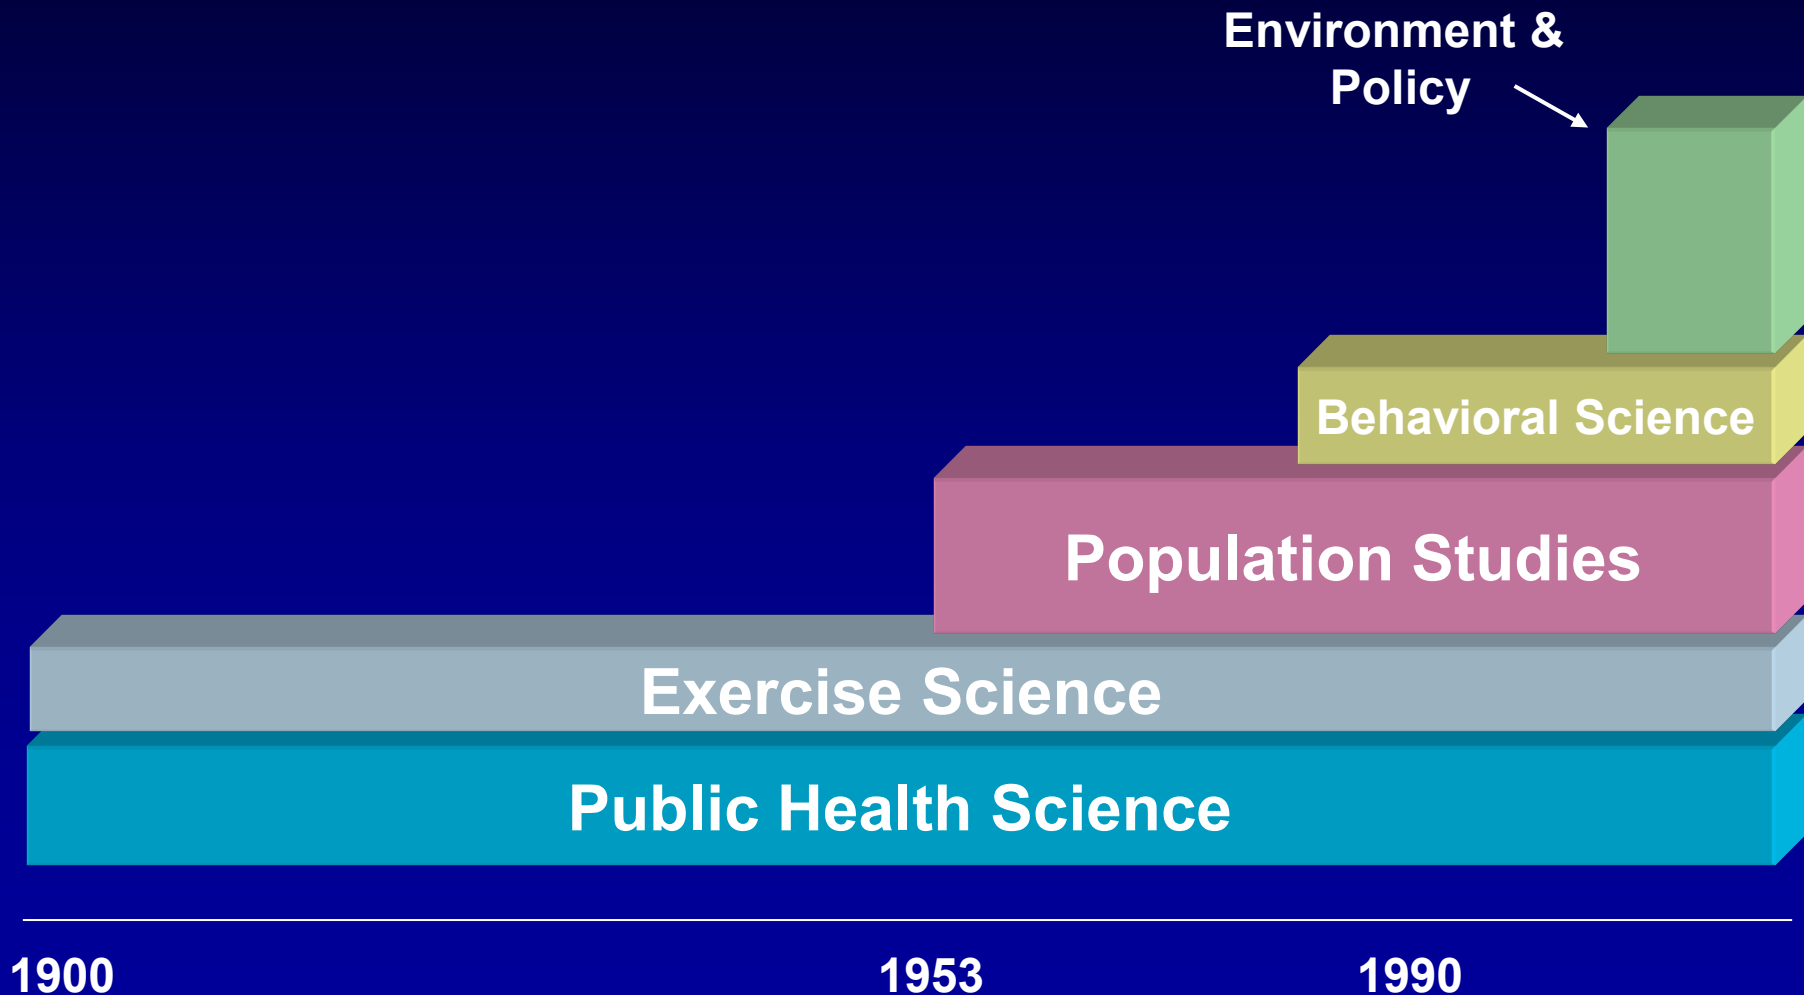 Environment &
Policy
Behavioral Science
Population Studies
Exercise Science
Public Health Science
1900 1953 1990